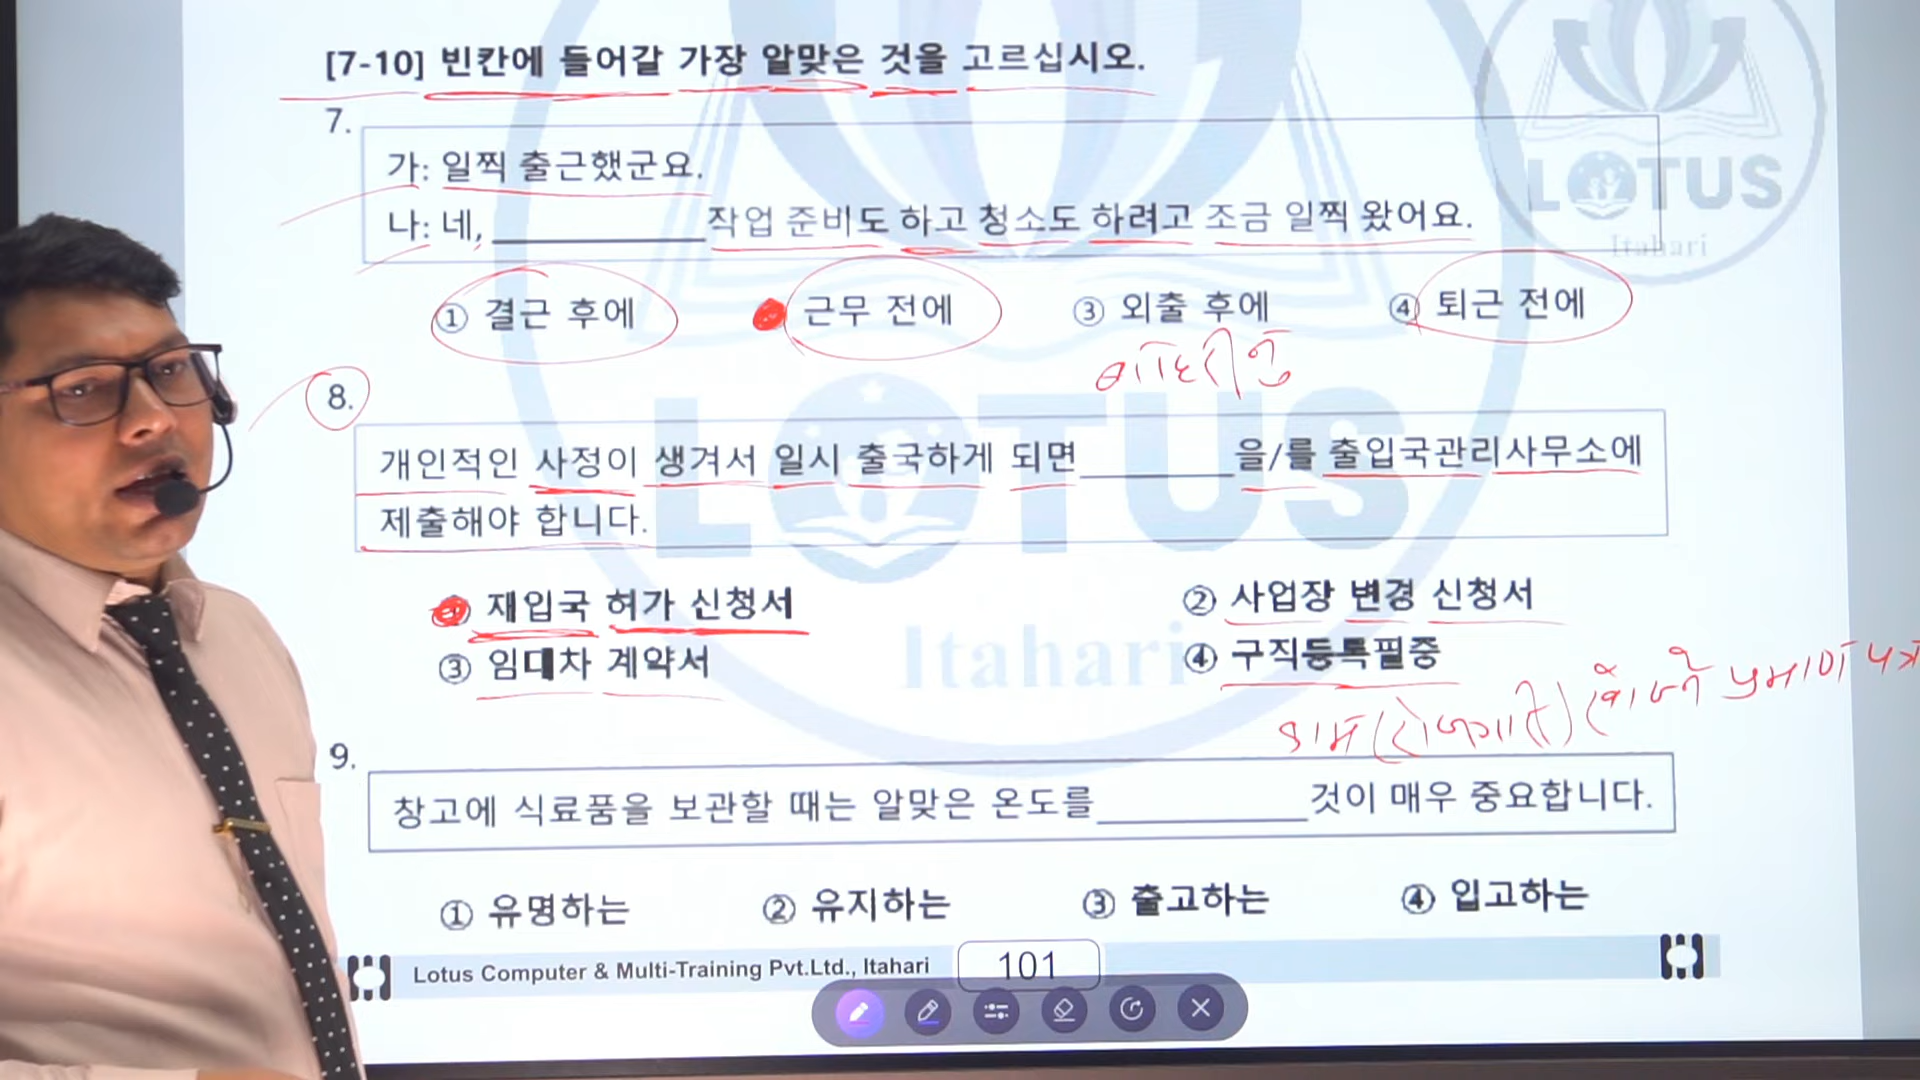 [7-10] 빈칸에 들어갈 가장 알맞은 것을 고르십시오.
7.
가: 일찍 출근했군요.
나: 네, ____________ 작업 준비도 하고 청소도 하려고 조금 일찍 왔어요.
① 결근 후에 근무 전에 ③ 외출 후에 ④ 퇴근 전에
8.
개인적인 사정이 생겨서 일시 출국하게 되면 ________ 을/를 출입국관리사무소에
제출해야 합니다.
재입국 허가 신청서 ② 사업장 변경 신청서
③ 임대차 계약서 ④ 구직등록필증
9.
창고에 식료품을 보관할 때는 알맞은 온도를 ____________ 것이 매우 중요합니다.
① 유명하는 ② 유지하는 ③ 출고하는 ④ 입고하는
Lotus Computer & Multi-Training Pvt.Ltd., Itahari 101
LOTUS
Itahari
LOTUS
Itahari